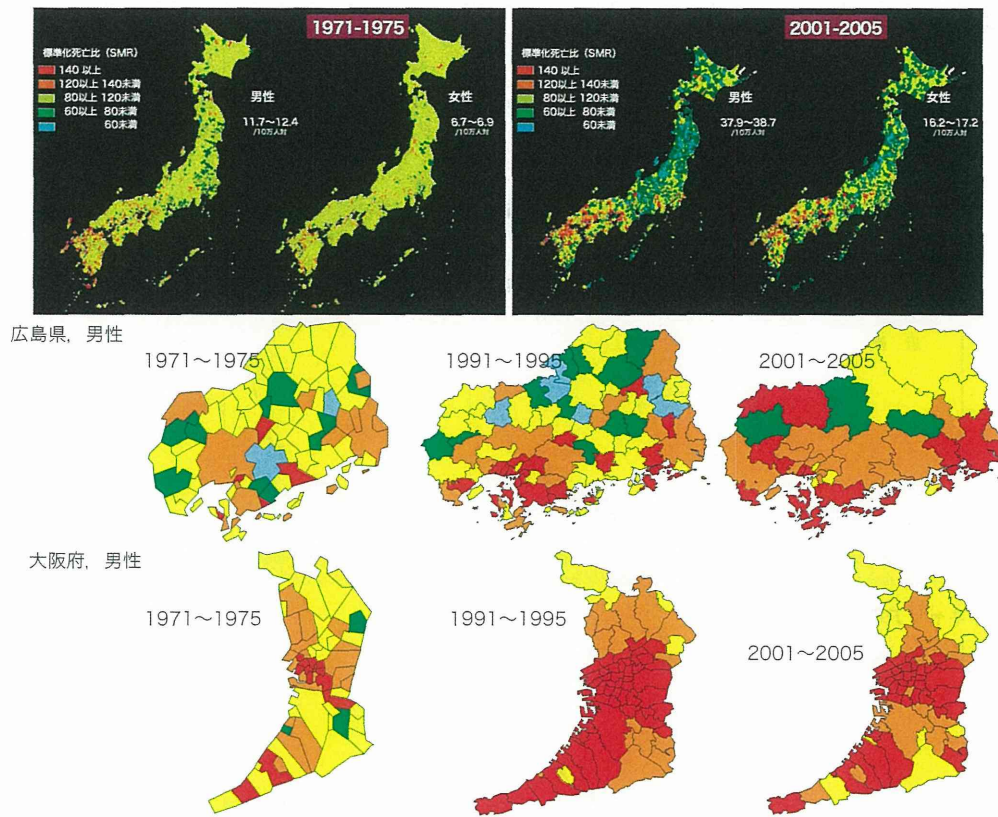 1971-1975
標準化死亡比（SMR）
140 以上
120以上 140未満
80以上 120未満
60以上 80未満
60未満
男性
11.7〜12.4
/10万人対
女性
6.7〜6.9
/10万人対
2001-2005
標準化死亡比（SMR）
140 以上
120以上 140未満
80以上 120未満
60以上 80未満
60未満
男性
37.9〜38.7
/10万人対
女性
16.2〜17.2
/10万人対
広島県，男性
1971〜1975
1991〜1995
2001〜2005
大阪府，男性
1971〜1975
1991〜1995
2001〜2005